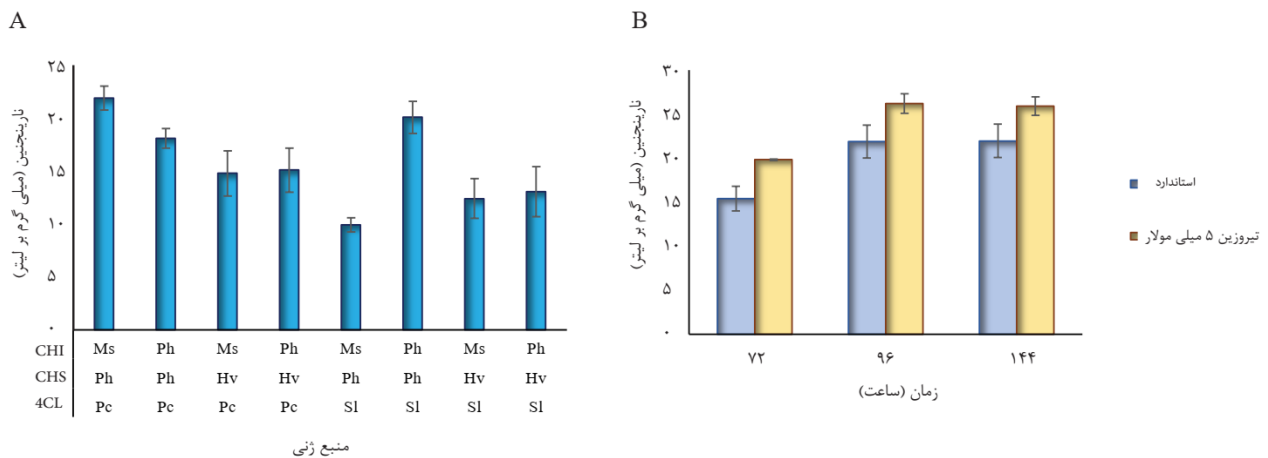 A
نارینجنین (میلی گرم بر لیتر)
۲۵
۲۰
۱۵
۱۰
۵
۰
CHI Ms Ph Ms Ph Ms Ph Ms Ph
CHS Ph Ph Hv Hv Ph Ph Hv Hv
4CL Pc Pc Pc Pc Sl Sl Sl Sl
منبع ژنی
B
نارینجنین (میلی گرم بر لیتر)
۳۰
۲۵
۲۰
۱۵
۱۰
۵
۰
۷۲ ۹۶ ۱۴۴
زمان (ساعت)
استاندارد
تیروزین ۵ میلی مولار